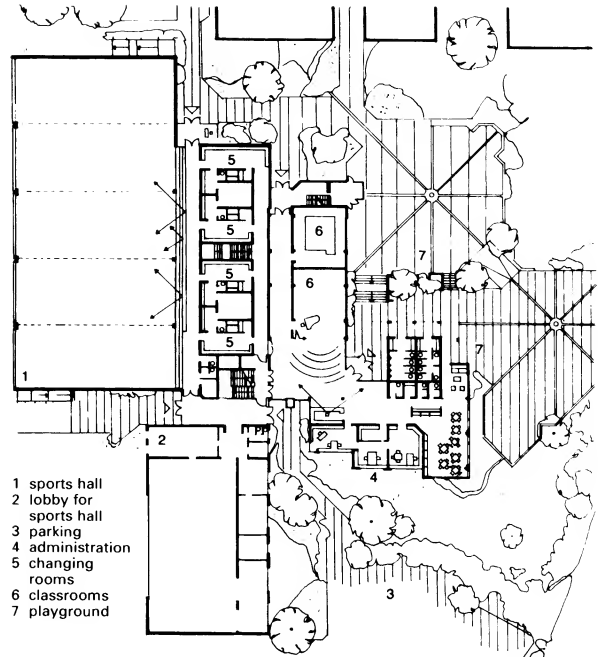 5
6
5
7
5
6
5
7
1
2
4
3
1 sports hall
2 lobby for
sports hall
3 parking
4 administration
5 changing
rooms
6 classrooms
7 playground